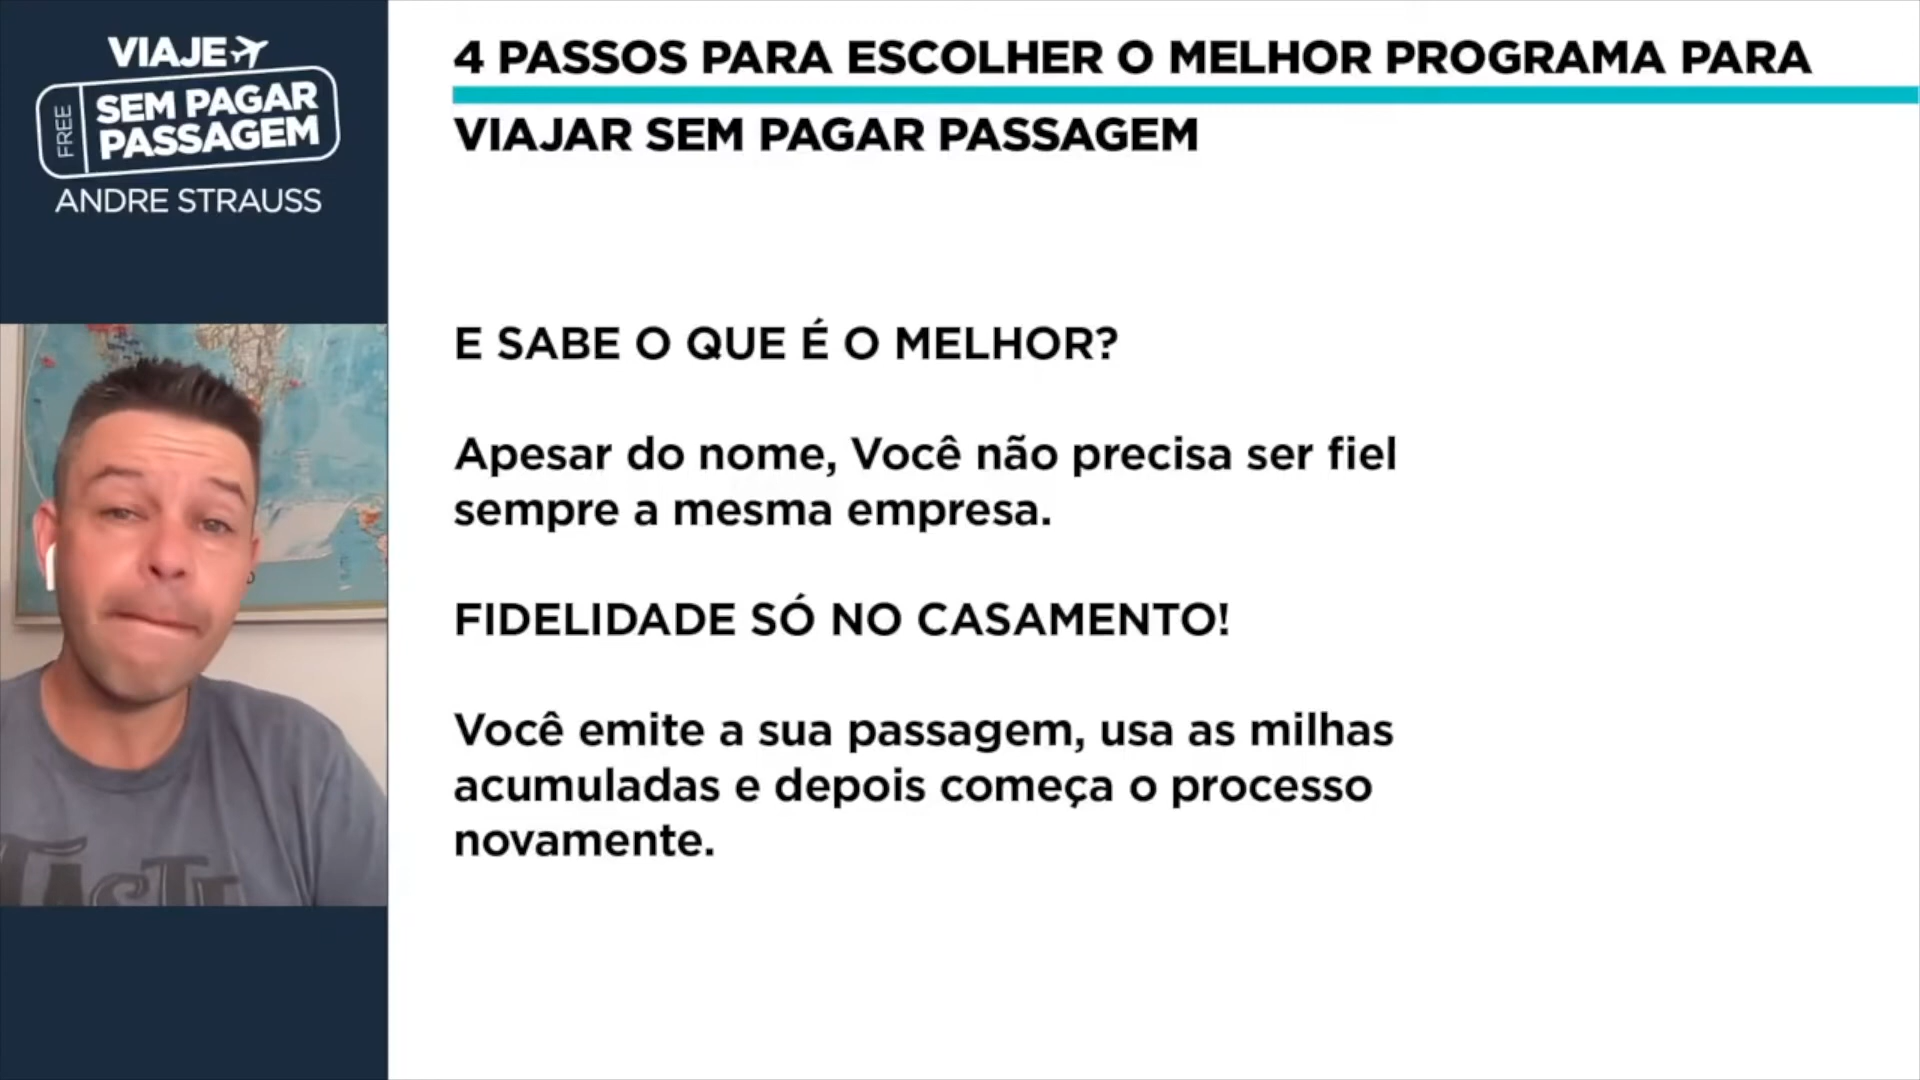 VIAJE
FREE
SEM PAGAR
PASSAGEM
ANDRE STRAUSS
4 PASSOS PARA ESCOLHER O MELHOR PROGRAMA PARA
VIAJAR SEM PAGAR PASSAGEM
E SABE O QUE É O MELHOR?
Apesar do nome, Você não precisa ser fiel
sempre a mesma empresa.
FIDELIDADE SÓ NO CASAMENTO!
Você emite a sua passagem, usa as milhas
acumuladas e depois começa o processo
novamente.